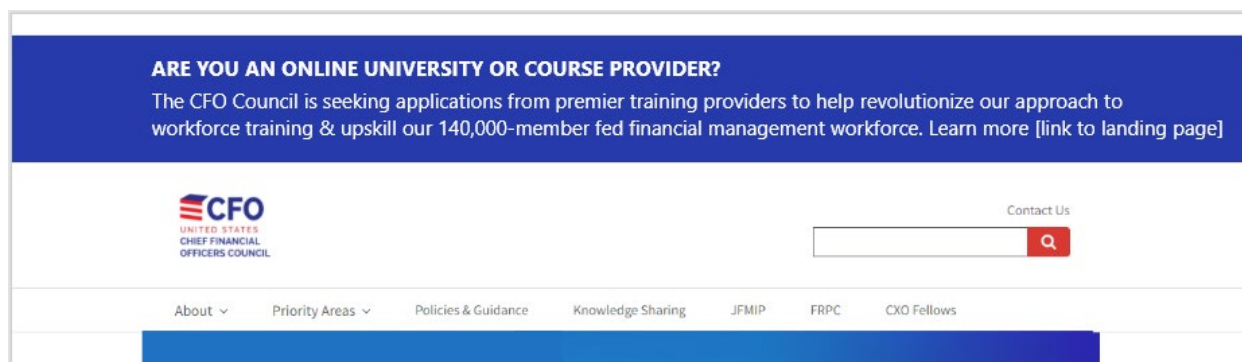 ARE YOU AN ONLINE UNIVERSITY OR COURSE PROVIDER?
The CFO Council is seeking applications from premier training providers to help revolutionize our approach to
workforce training & upskill our 140,000-member fed financial management workforce. Learn more [link to landing page]
CFO
UNITED STATES
CHIEF FINANCIAL
OFFICERS COUNCIL
Contact Us
About Priority Areas Policies & Guidance Knowledge Sharing JFMIP FRPC CXO Fellows